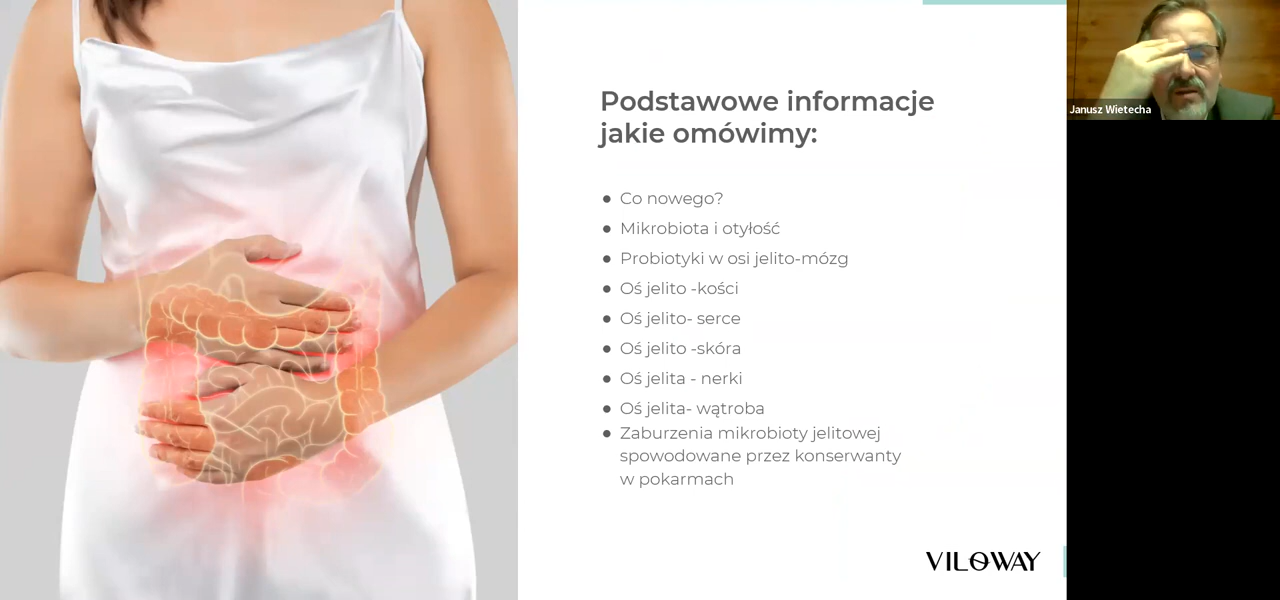 Podstawowe informacje
jakie omówimy:
● Co nowego?
● Mikrobiota i otyłość
● Probiotyki w osi jelito-mózg
● Oś jelito -kości
● Oś jelito- serce
● Oś jelito -skóra
● Oś jelita - nerki
● Oś jelita- wątroba
● Zaburzenia mikrobioty jelitowej
spowodowane przez konserwanty
w pokarmach
VILOWAY
Janusz Wietecha